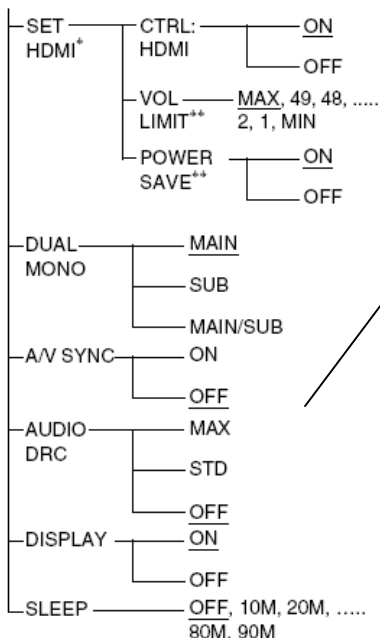 SET HDMI* CTRL: HDMI ON
OFF
VOL LIMIT** MAX, 49, 48, .....
2, 1, MIN
POWER SAVE** ON
OFF
DUAL MONO MAIN
SUB
MAIN/SUB
A/V SYNC ON
OFF
AUDIO DRC MAX
STD
OFF
DISPLAY ON
OFF
SLEEP OFF, 10M, 20M, .....
80M, 90M